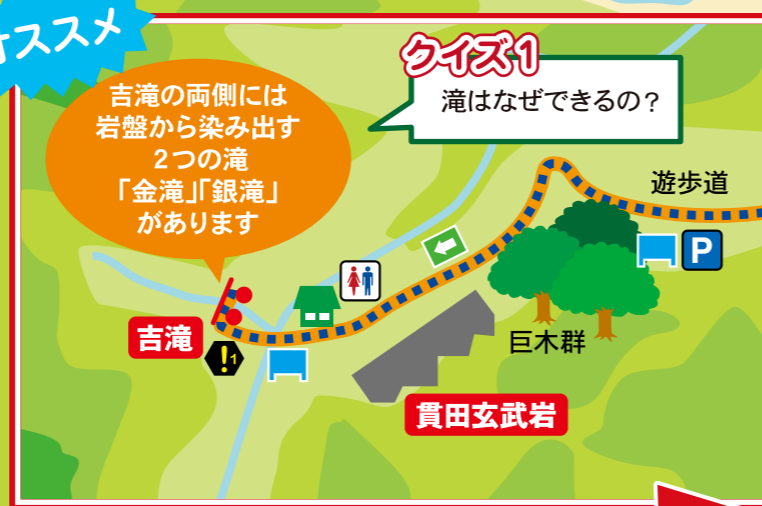 オススメ
クイズ1
滝はなぜできるの？
吉滝の両側には
岩盤から染み出す
2つの滝
「金滝」「銀滝」
があります
遊歩道
P
巨木群
吉滝
!1
貫田玄武岩